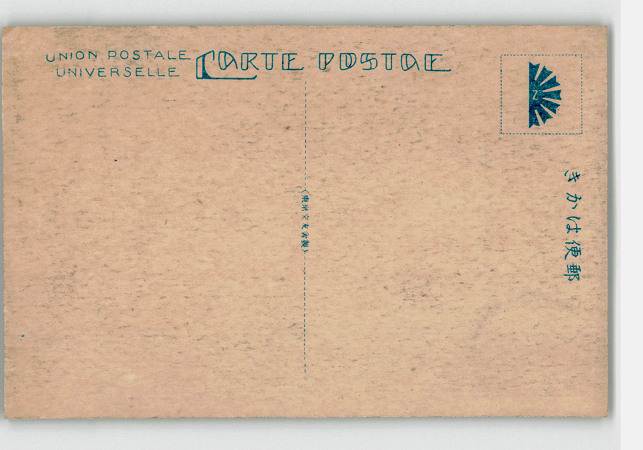 UNION POSTALE
UNIVERSELLE
CARTE POSTALE
きかは便郵